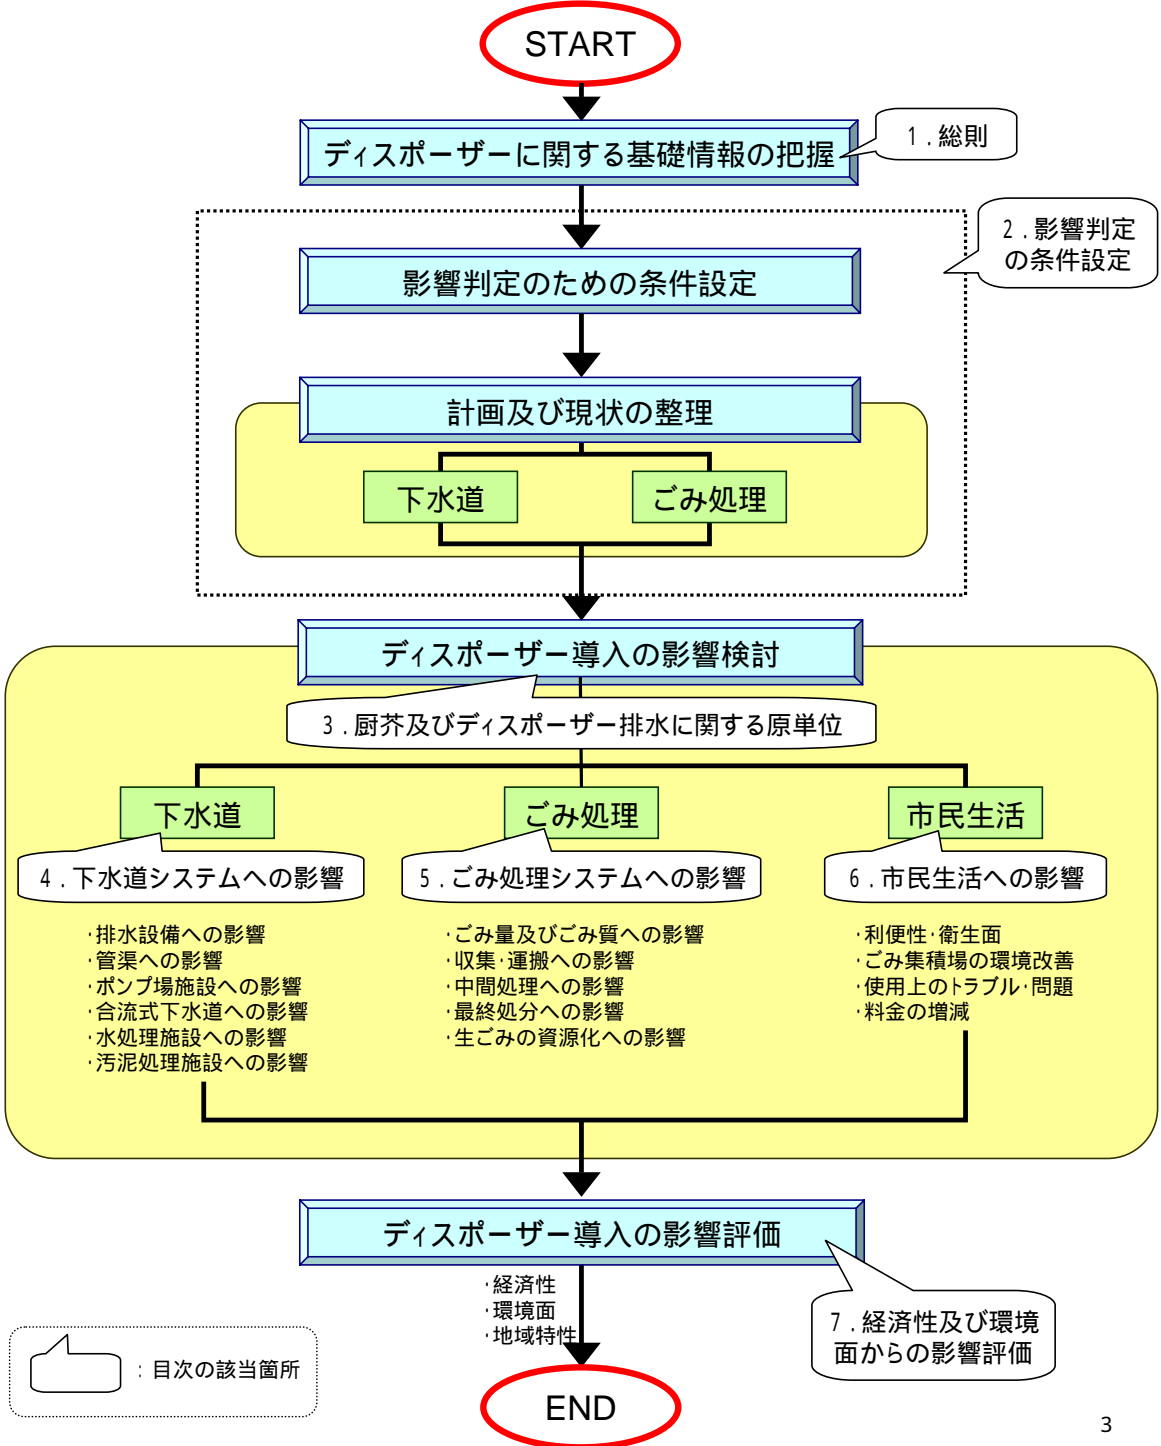 START
ディスポーザーに関する基礎情報の把握
1．総則
2．影響判定
の条件設定
影響判定のための条件設定
計画及び現状の整理
下水道
ごみ処理
ディスポーザー導入の影響検討
3．厨芥及びディスポーザー排水に関する原単位
下水道
ごみ処理
市民生活
4．下水道システムへの影響
5．ごみ処理システムへの影響
6．市民生活への影響
・排水設備への影響
・管渠への影響
・ポンプ場施設への影響
・合流式下水道への影響
・水処理施設への影響
・汚泥処理施設への影響
・ごみ量及びごみ質への影響
・収集・運搬への影響
・中間処理への影響
・最終処分への影響
・生ごみの資源化への影響
・利便性・衛生面
・ごみ集積場の環境改善
・使用上のトラブル・問題
・料金の増減
ディスポーザー導入の影響評価
・経済性
・環境面
・地域特性
7．経済性及び環境
面からの影響評価
：目次の該当箇所
END
3